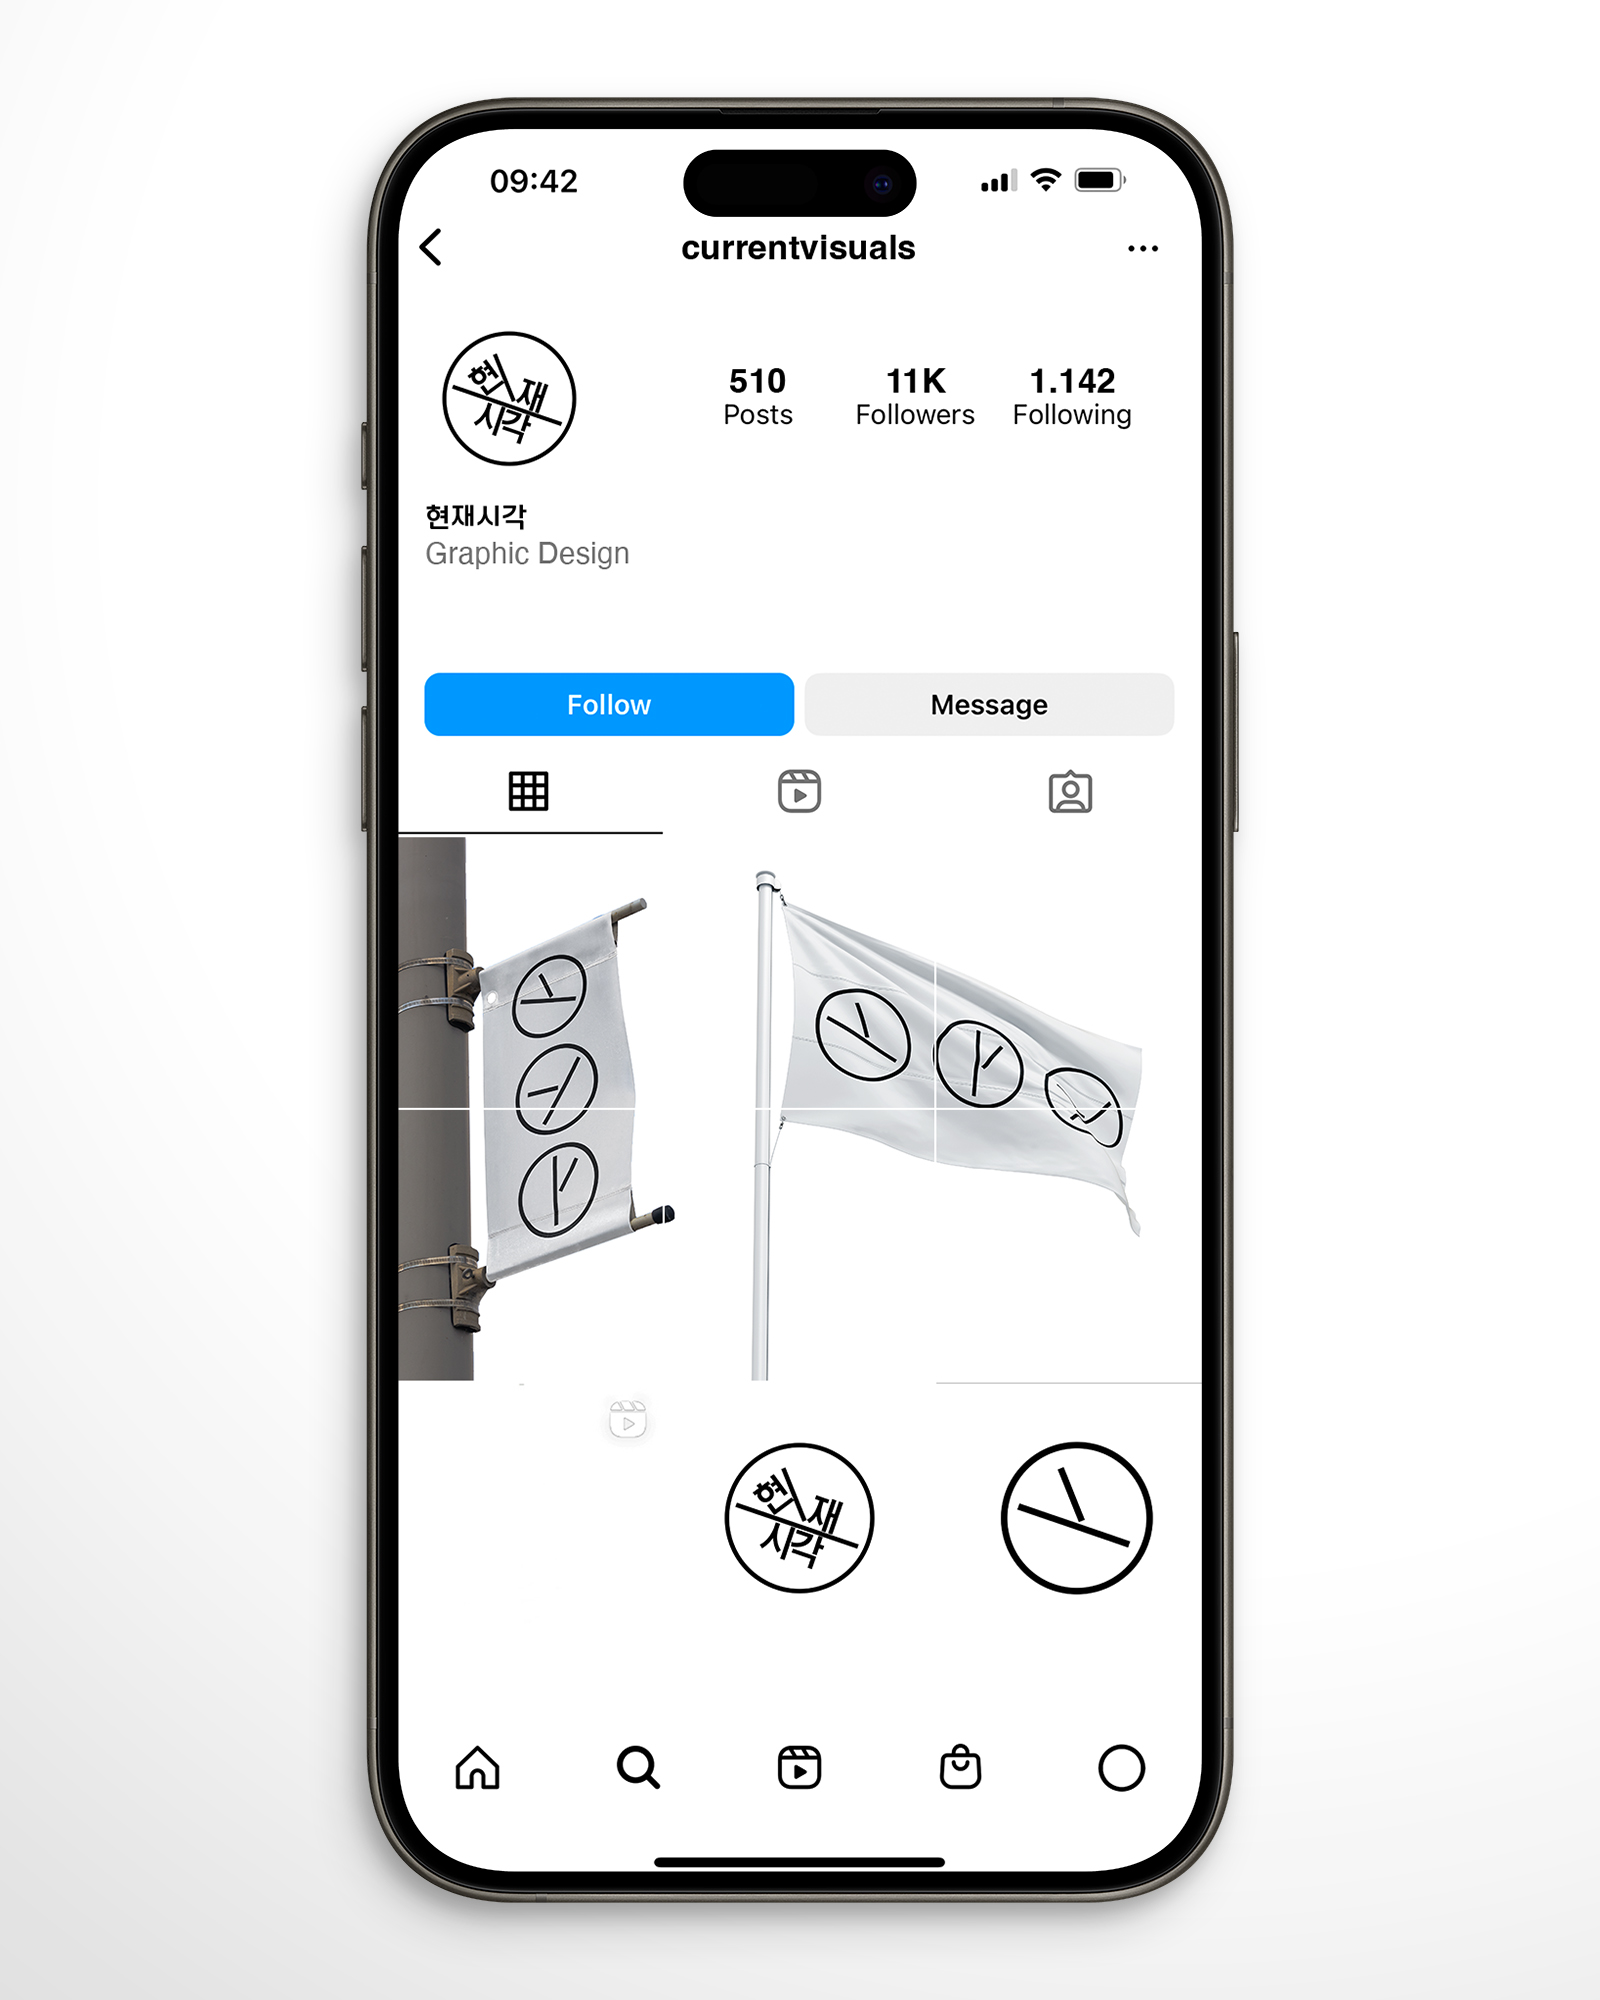 09:42
currentvisuals
현재
시각
510 11K 1.142
Posts Followers Following
현재시각
Graphic Design
Follow Message
현재
시각